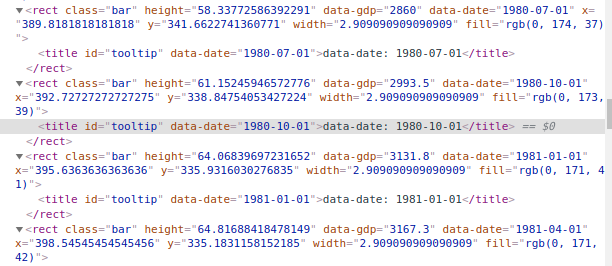 ▼<rect class="bar" height="58.33772586392291" data-gdp="2860" data-date="1980-07-01" x=
"389.8181818181818" y="341.6622741360771" width="2.909090909090909" fill="rgb(0, 174, 37)
">
<title id="tooltip" data-date="1980-07-01">data-date: 1980-07-01</title>
</rect>
▼<rect class="bar" height="61.15245946572776" data-gdp="2993.5" data-date="1980-10-01"
x="392.72727272727275" y="338.84754053427224" width="2.909090909090909" fill="rgb(0, 173,
39)">
<title id="tooltip" data-date="1980-10-01">data-date: 1980-10-01</title> == $0
</rect>
▼<rect class="bar" height="64.06839697231652" data-gdp="3131.8" data-date="1981-01-01"
x="395.6363636363636" y="335.9316030276835" width="2.909090909090909" fill="rgb(0, 171, 4
1)">
<title id="tooltip" data-date="1981-01-01">data-date: 1981-01-01</title>
</rect>
▼<rect class="bar" height="64.81688418478149" data-gdp="3167.3" data-date="1981-04-01"
x="398.54545454545456" y="335.1831158152185" width="2.909090909090909" fill="rgb(0, 171,
42)">